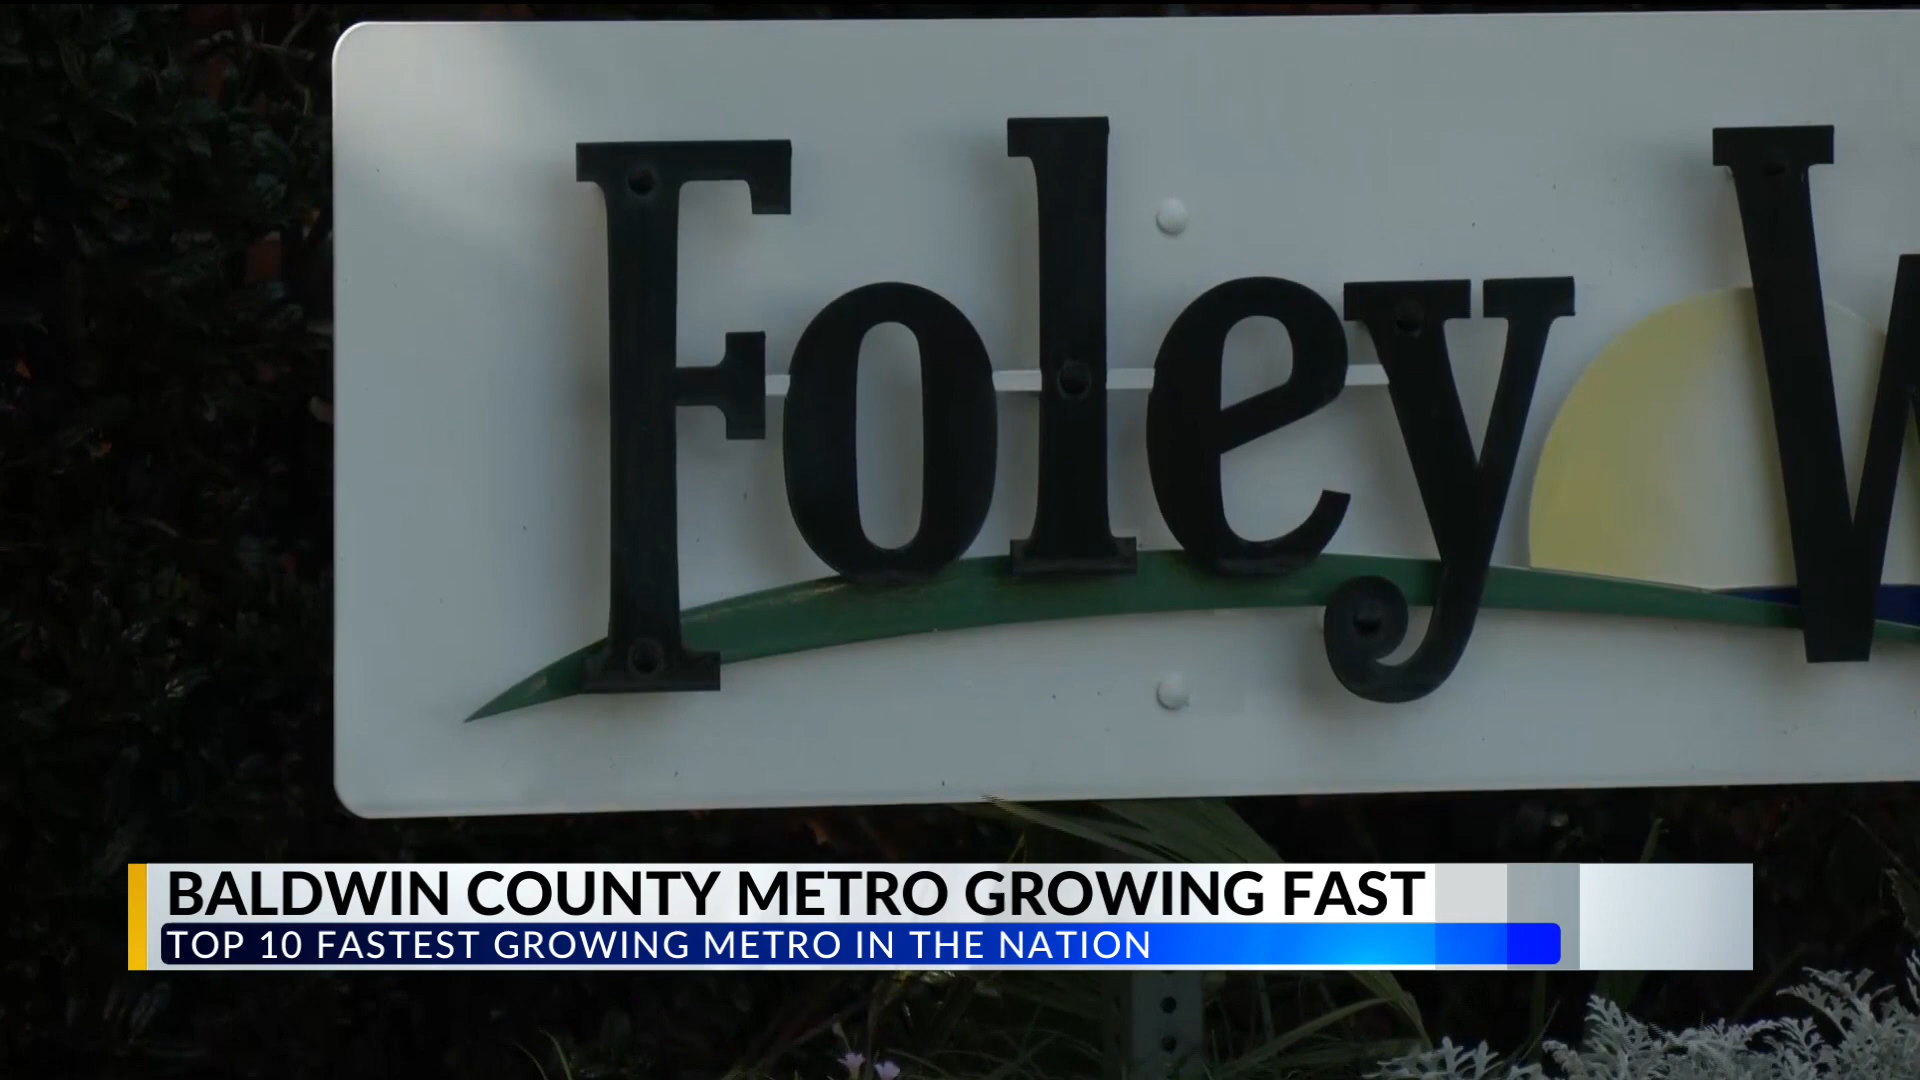 Foley
BALDWIN COUNTY METRO GROWING FAST
TOP 10 FASTEST GROWING METRO IN THE NATION